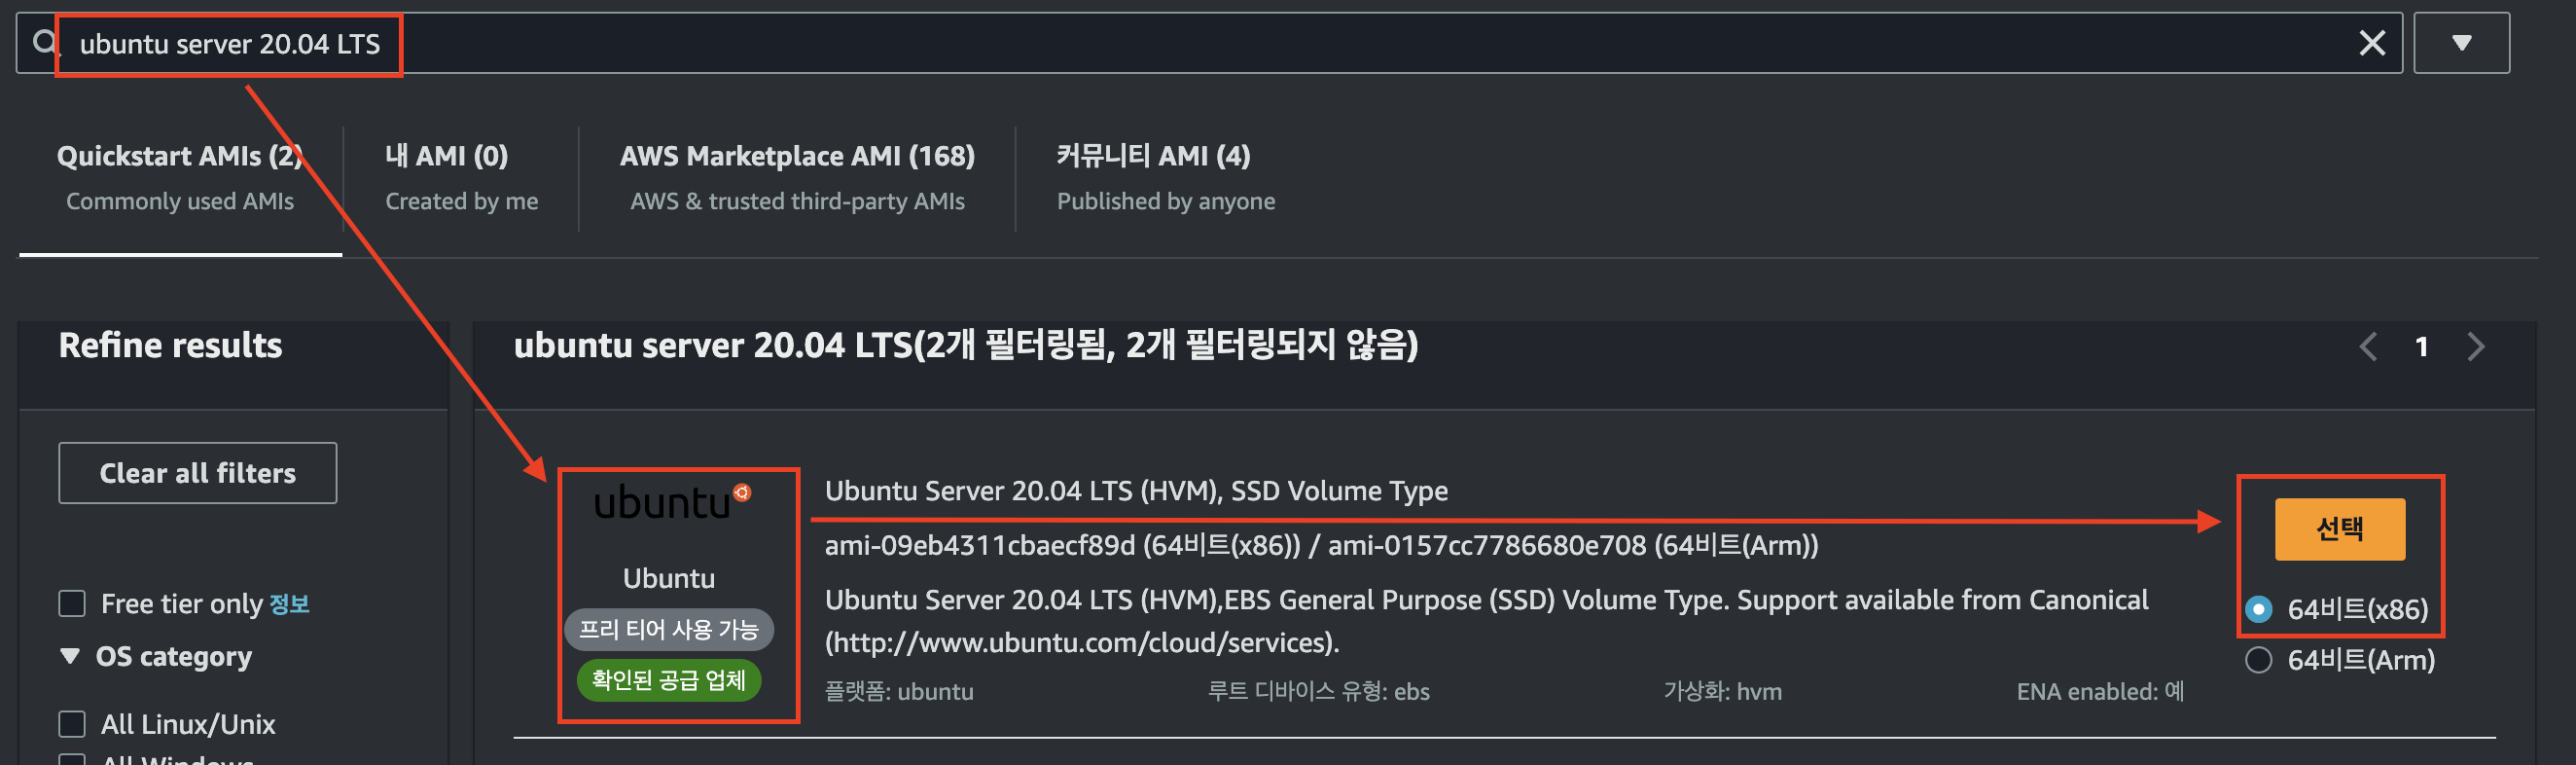 ubuntu server 20.04 LTS
Quickstart AMIs (2)
Commonly used AMIs
내 AMI (0)
Created by me
AWS Marketplace AMI (168)
AWS & trusted third-party AMIs
커뮤니티 AMI (4)
Published by anyone
Refine results
Clear all filters
Free tier only 정보
OS category
All Linux/Unix
All Windows
ubuntu server 20.04 LTS(2개 필터링됨, 2개 필터링되지 않음)
1
ubuntu
Ubuntu
프리 티어 사용 가능
확인된 공급 업체
Ubuntu Server 20.04 LTS (HVM), SSD Volume Type
ami-09eb4311cbaecf89d (64비트(x86)) / ami-0157cc7786680e708 (64비트(Arm))
Ubuntu Server 20.04 LTS (HVM),EBS General Purpose (SSD) Volume Type. Support available from Canonical
(http://www.ubuntu.com/cloud/services).
플랫폼: ubuntu
루트 디바이스 유형: ebs
가상화: hvm
ENA enabled: 예
선택
64비트(x86)
64비트(Arm)